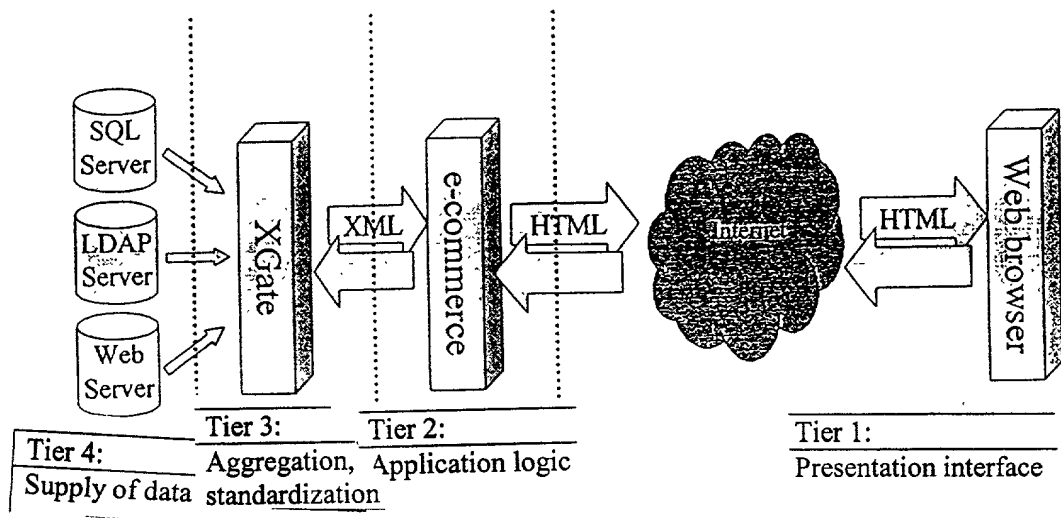 SQL
Server
LDAP
Server
Web
Server
XGate
XML
e-commerce
HTML
Internet
HTML
Web browser
Tier 4:
Supply of data
Tier 3:
Aggregation,
standardization
Tier 2:
Application logic
Tier 1:
Presentation interface